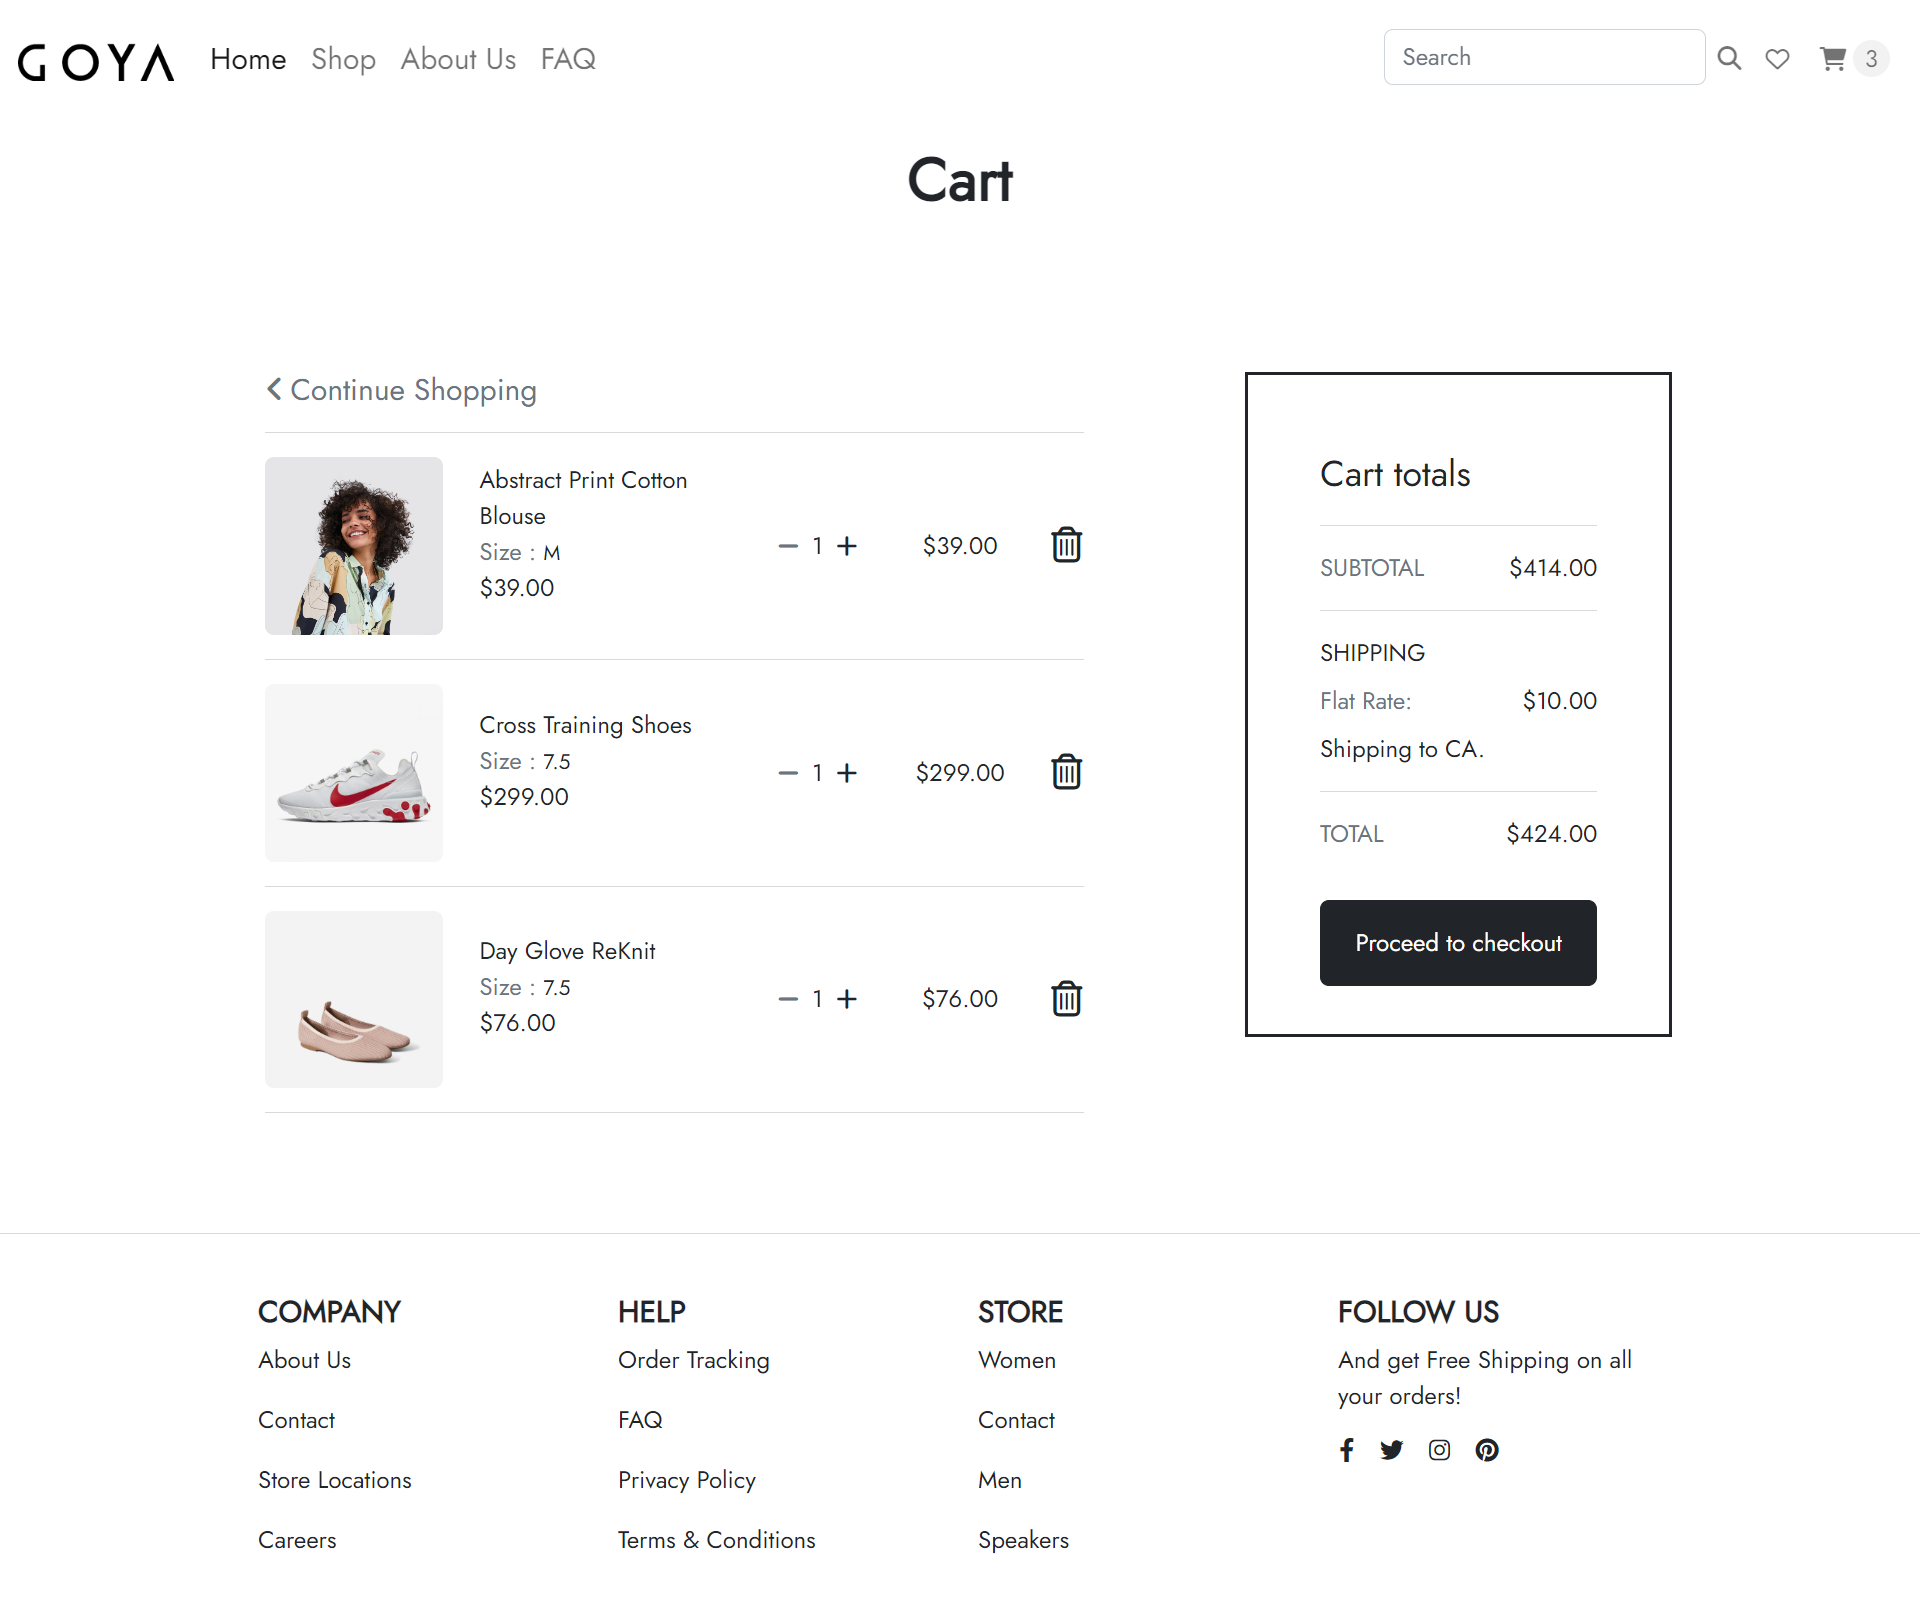 GOYA Home Shop About Us FAQ Search 3
Cart
Continue Shopping
Abstract Print Cotton
Blouse
Size : M
$39.00
1 $39.00
Cross Training Shoes
Size : 7.5
$299.00
1 $299.00
Day Glove ReKnit
Size : 7.5
$76.00
1 $76.00
Cart totals
SUBTOTAL $414.00
SHIPPING
Flat Rate: $10.00
Shipping to CA.
TOTAL $424.00
Proceed to checkout
COMPANY
About Us
Contact
Store Locations
Careers
HELP
Order Tracking
FAQ
Privacy Policy
Terms & Conditions
STORE
Women
Contact
Men
Speakers
FOLLOW US
And get Free Shipping on all
your orders!